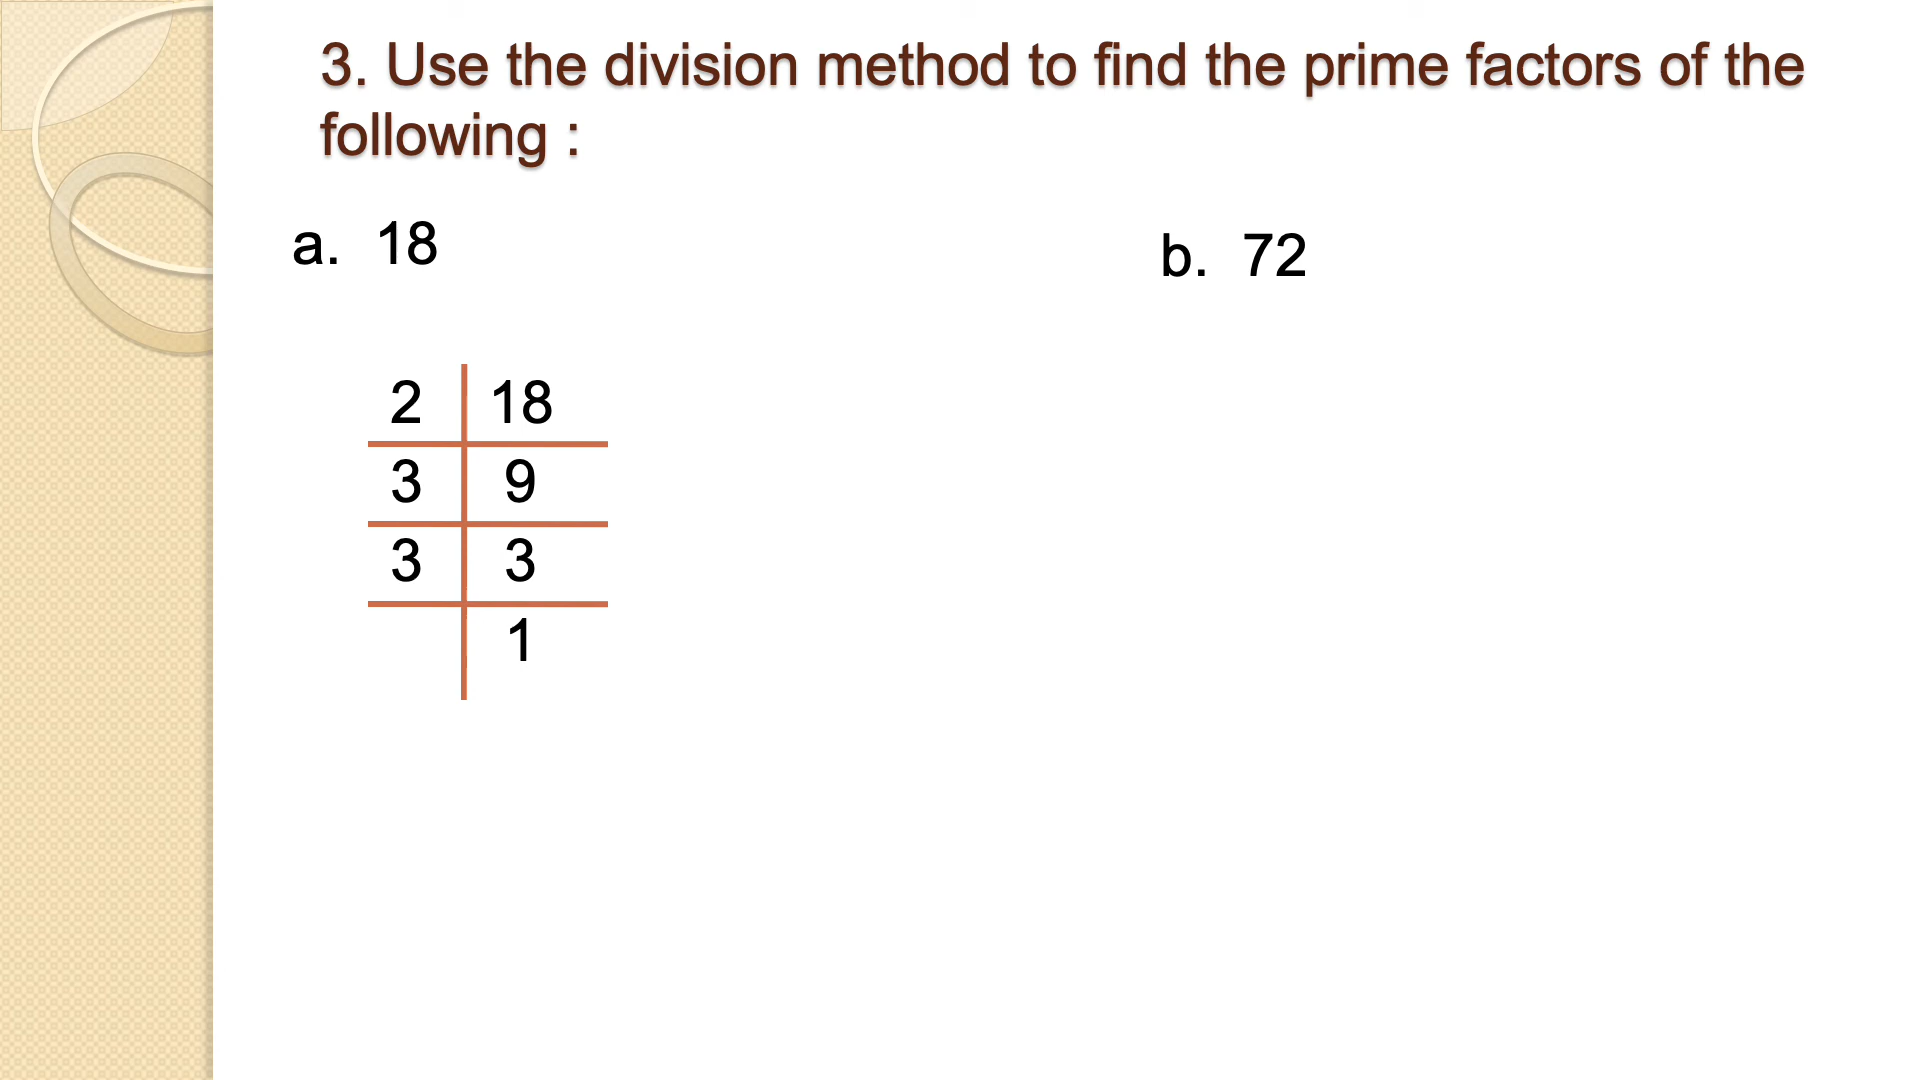 3. Use the division method to find the prime factors of the
following :
a. 18
b. 72
2 18
3 9
3 3
1